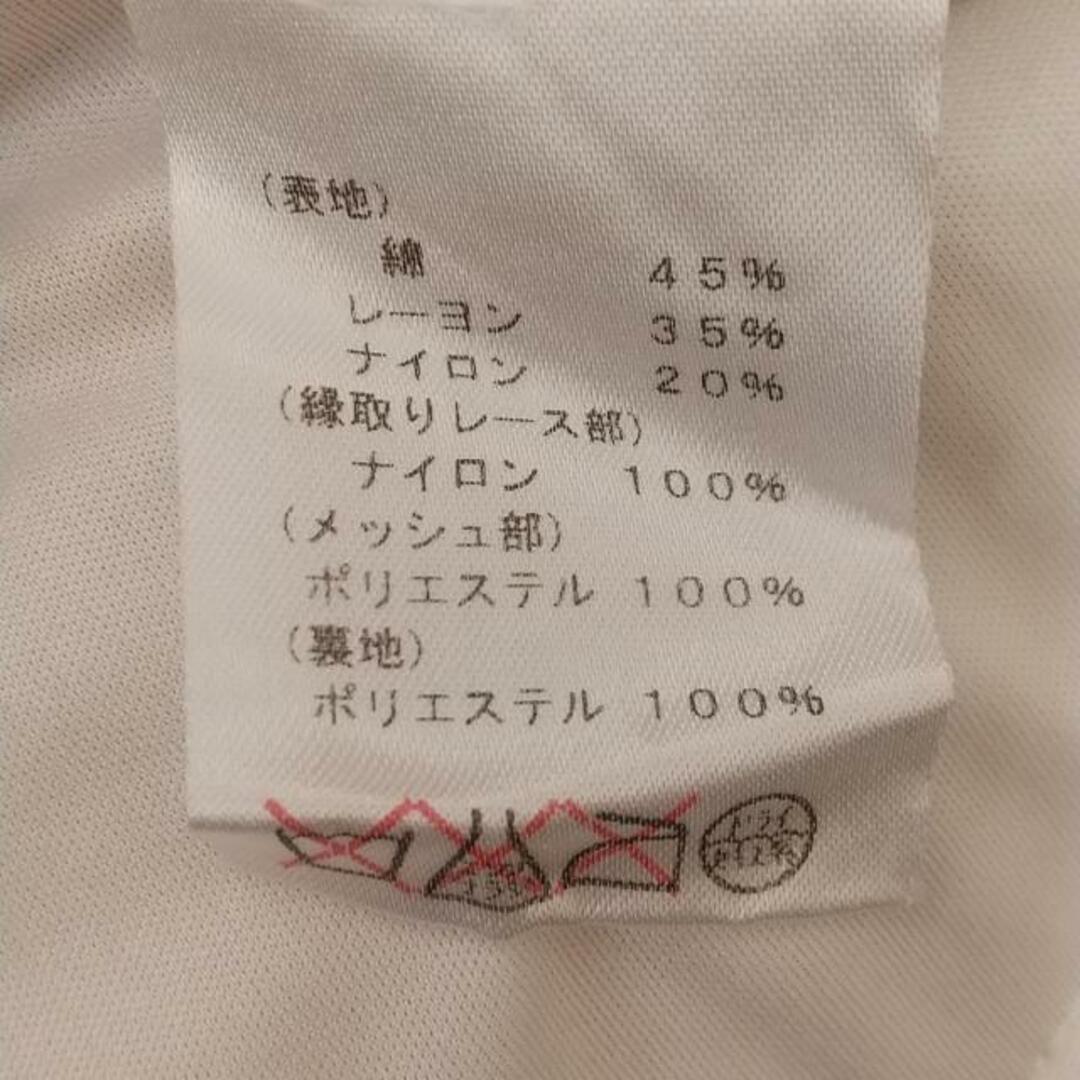 (表地)
綿 45%
レーヨン 35%
ナイロン 20%
(縁取りレース部)
ナイロン 100%
(メッシュ部)
ポリエステル 100%
(裏地)
ポリエステル 100%
ドライ